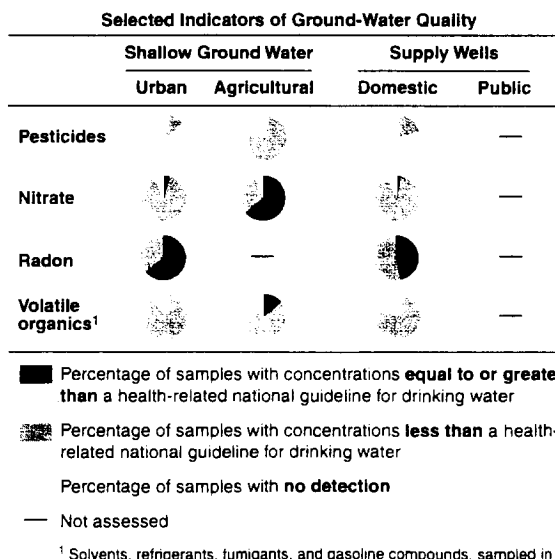 Selected Indicators of Ground-Water Quality
Shallow Ground Water Supply Wells
Urban Agricultural Domestic Public
Pesticides —
Nitrate —
Radon — —
Volatile
organics¹ —
Percentage of samples with concentrations equal to or greate
than a health-related national guideline for drinking water
Percentage of samples with concentrations less than a health-
related national guideline for drinking water
Percentage of samples with no detection
— Not assessed
¹ Solvents, refrigerants, fumigants, and gasoline compounds, sampled in